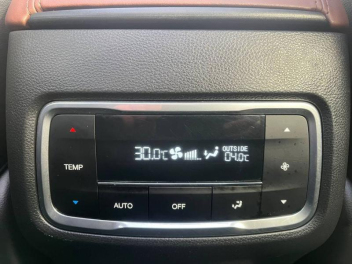 OUTSIDE
30.0℃ 04.0℃
TEMP
AUTO OFF